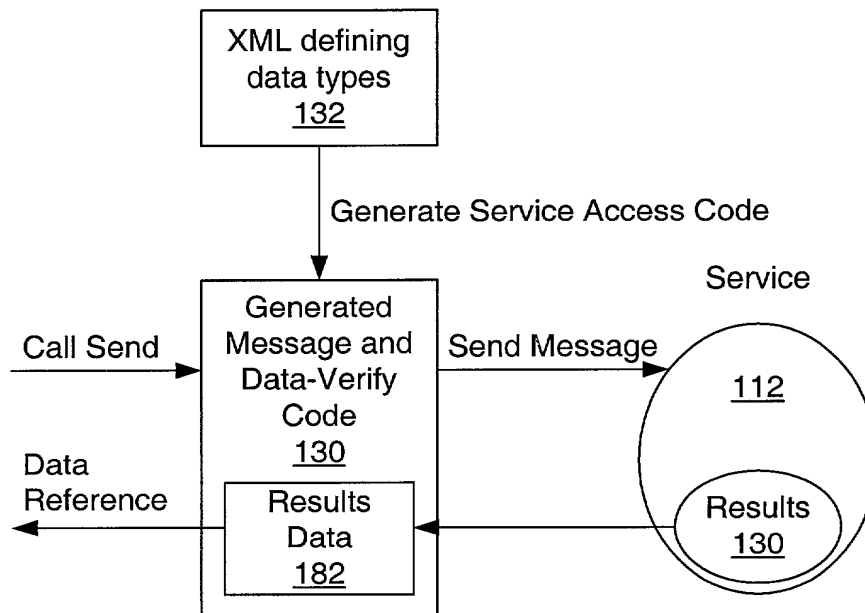 XML defining
data types
132
Generate Service Access Code
Service
Call Send
Generated
Message and
Data-Verify
Code
130
Send Message
112
Data
Reference
Results
Data
182
Results
130